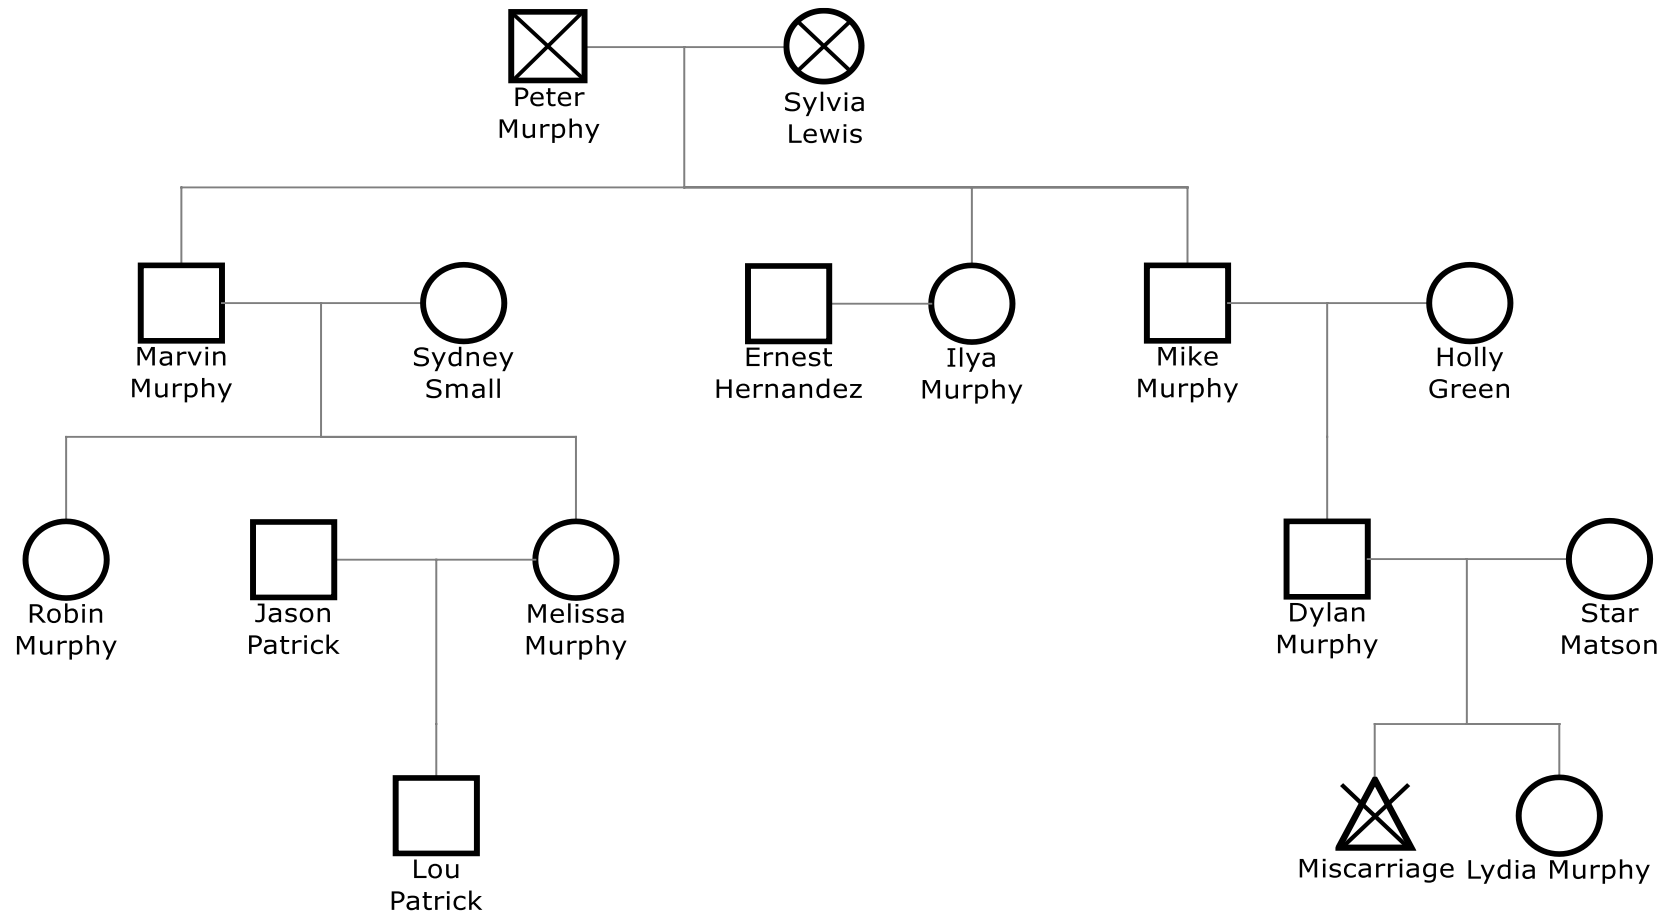 Peter
Murphy
Sylvia
Lewis
Marvin
Murphy
Sydney
Small
Ernest
Hernandez
Ilya
Murphy
Mike
Murphy
Holly
Green
Robin
Murphy
Jason
Patrick
Melissa
Murphy
Dylan
Murphy
Star
Matson
Lou
Patrick
Miscarriage
Lydia Murphy